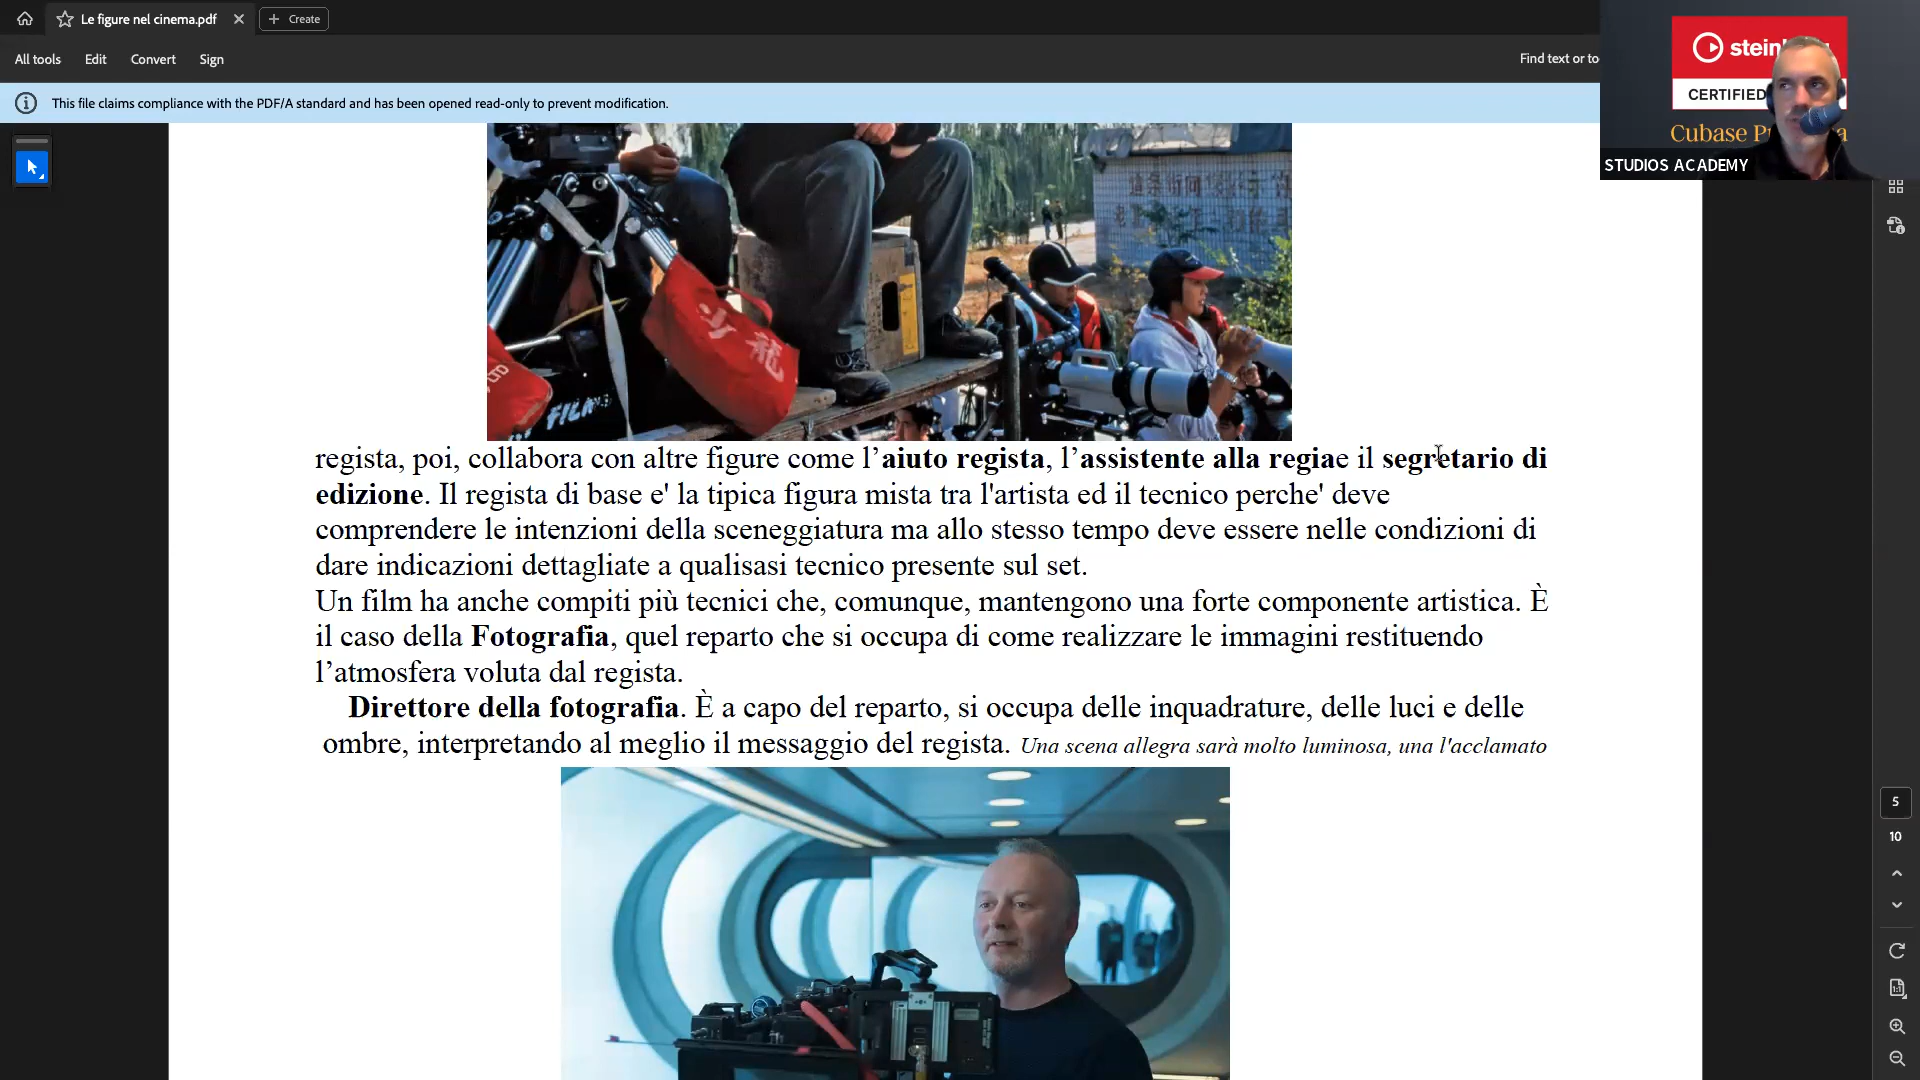 Le figure nel cinema.pdf
Create
All tools Edit Convert Sign
This file claims compliance with the PDF/A standard and has been opened read-only to prevent modification.
CERTIFIED
Cubase
STUDIOS ACADEMY
火龍
LTD
regista, poi, collabora con altre figure come l’aiuto regista, l’assistente alla regiae il segretario di
edizione. Il regista di base e' la tipica figura mista tra l'artista ed il tecnico perche' deve
comprendere le intenzioni della sceneggiatura ma allo stesso tempo deve essere nelle condizioni di
dare indicazioni dettagliate a qualisasi tecnico presente sul set.
Un film ha anche compiti più tecnici che, comunque, mantengono una forte componente artistica. È
il caso della Fotografia, quel reparto che si occupa di come realizzare le immagini restituendo
l’atmosfera voluta dal regista.
Direttore della fotografia. È a capo del reparto, si occupa delle inquadrature, delle luci e delle
ombre, interpretando al meglio il messaggio del regista. Una scena allegra sarà molto luminosa, una l'acclamato
5
10